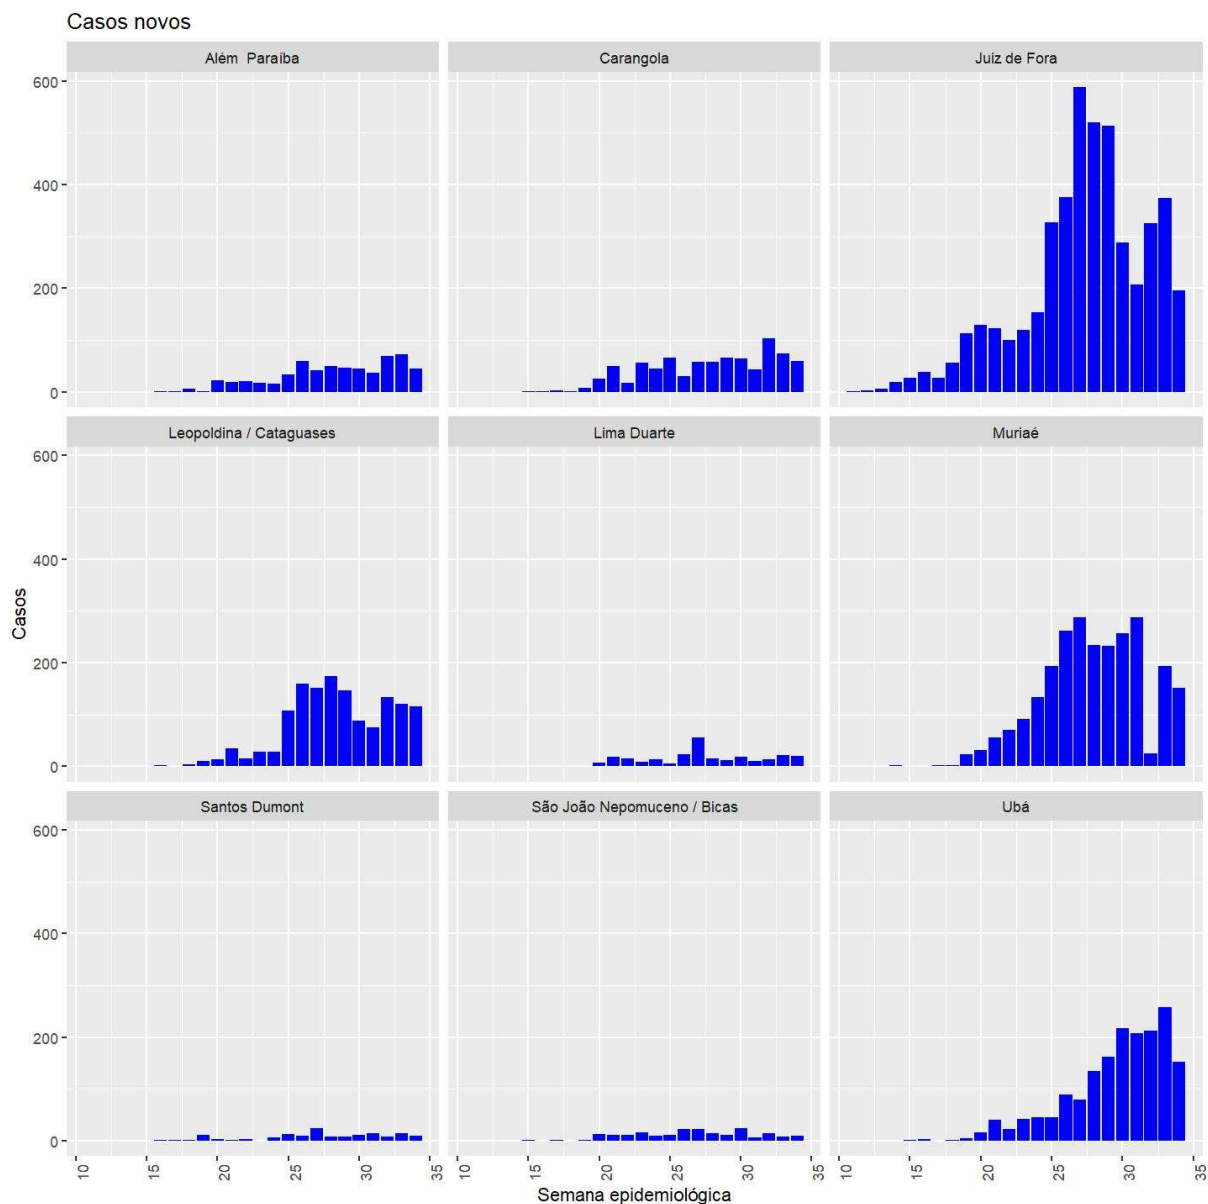 Casos novos
Além  Paraíba
Carangola
Juiz de Fora
600
400
200
0
Leopoldina / Cataguases
Lima Duarte
Muriaé
600
400
200
0
Casos
Santos Dumont
São João Nepomuceno / Bicas
Ubá
600
400
200
0
10 15 20 25 30 35
10 15 20 25 30 35
10 15 20 25 30 35
Semana epidemiológica